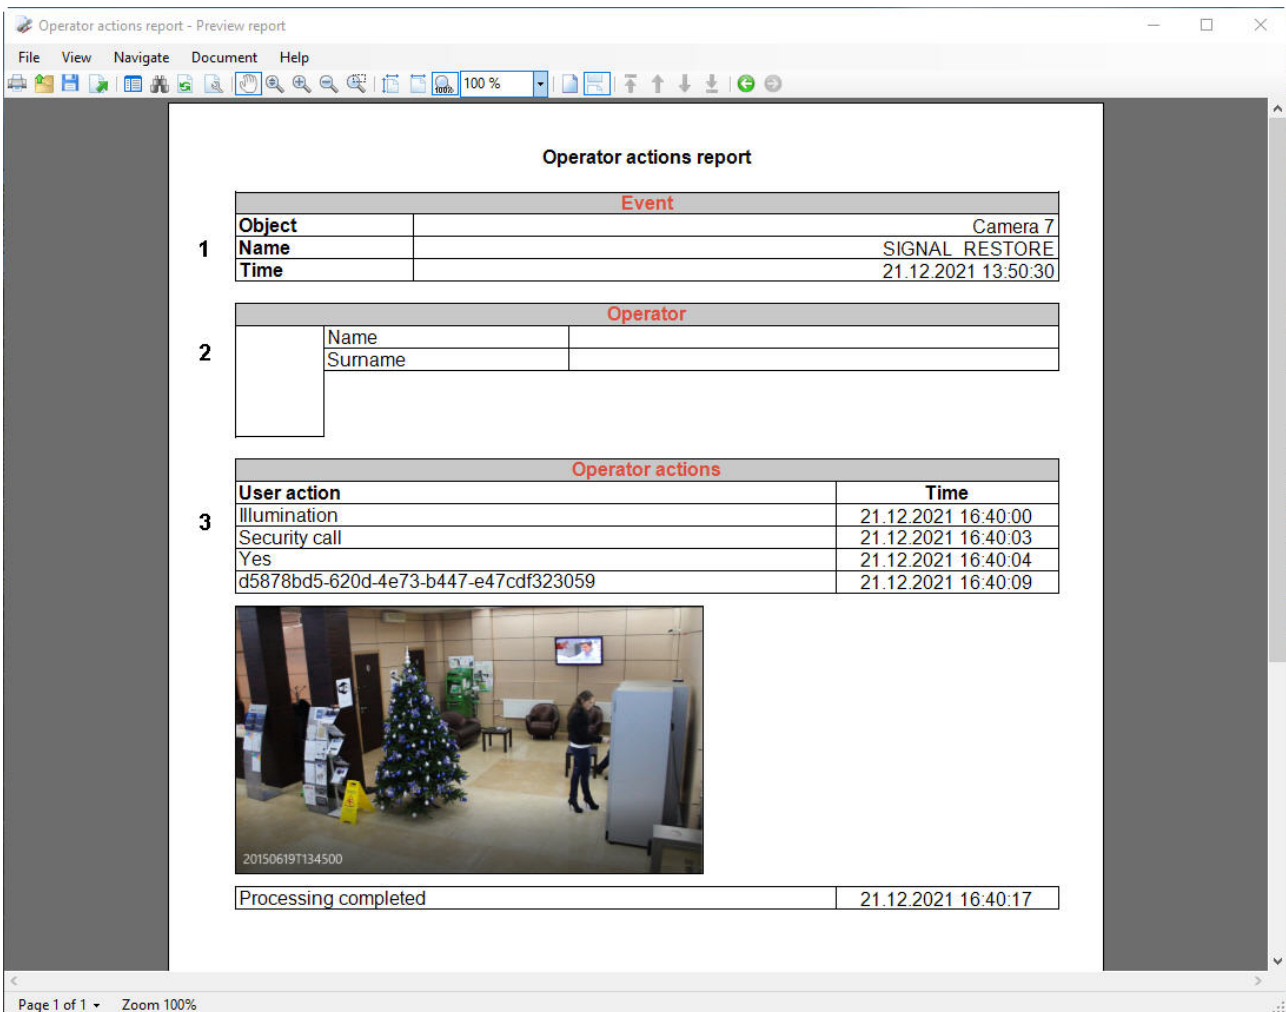 Operator actions report - Preview report
File View Navigate Document Help
100% 100 %
Operator actions report
Event
Object Camera 7
1 Name SIGNAL_RESTORE
Time 21.12.2021 13:50:30
Operator
Name
2
Surname
Operator actions
User action Time
Illumination 21.12.2021 16:40:00
3
Security call 21.12.2021 16:40:03
Yes 21.12.2021 16:40:04
d5878bd5-620d-4e73-b447-e47cdf323059 21.12.2021 16:40:09
20150619T134500
Processing completed 21.12.2021 16:40:17
Page 1 of 1 Zoom 100%